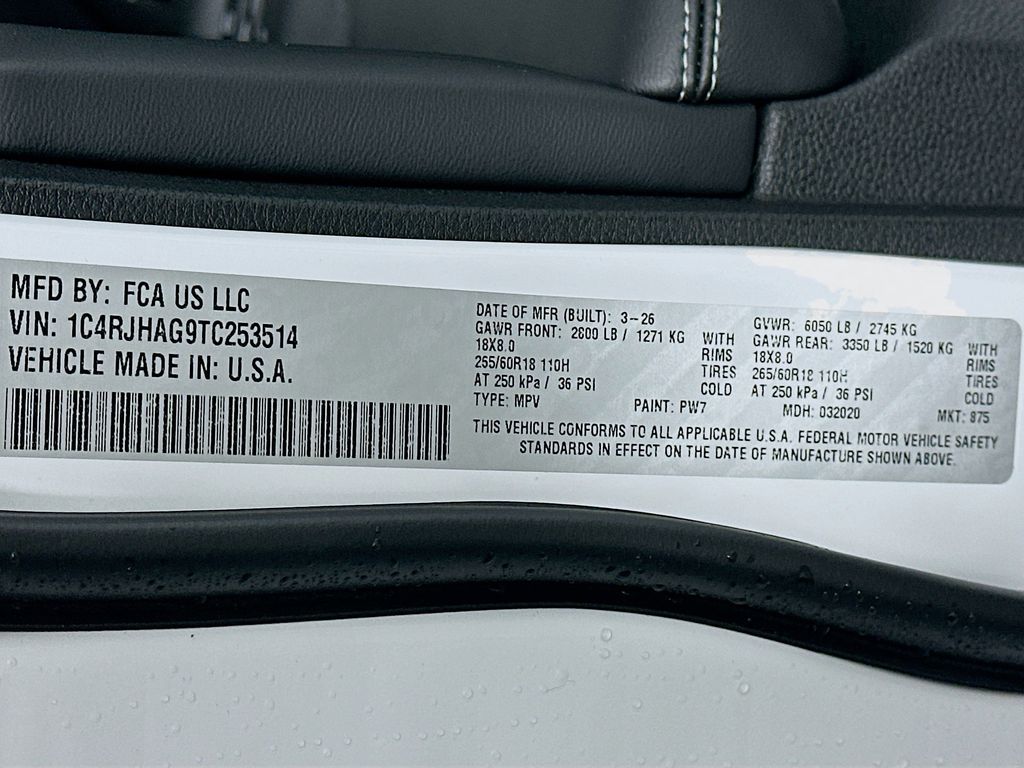 MFD BY: FCA US LLC
VIN: 1C4RJHAG9TC253514
VEHICLE MADE IN: U.S.A.
DATE OF MFR (BUILT): 3-26
GAWR FRONT: 2800 LB / 1271 KG WITH
18X8.0 RIMS
265/60R18 110H TIRES
AT 250 kPa / 36 PSI COLD
TYPE: MPV PAINT: PW7
GVWR: 6050 LB / 2745 KG
GAWR REAR: 3350 LB / 1520 KG WITH
18X8.0 RIMS
265/60R18 110H TIRES
AT 250 kPa / 36 PSI COLD
MDH: 032020 MKT: 875
THIS VEHICLE CONFORMS TO ALL APPLICABLE U.S.A. FEDERAL MOTOR VEHICLE SAFETY
STANDARDS IN EFFECT ON THE DATE OF MANUFACTURE SHOWN ABOVE.